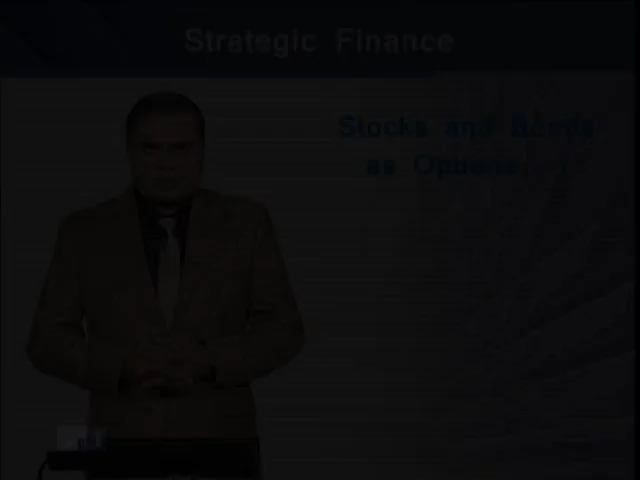 Strategic Finance
Stocks and Bonds
as Options